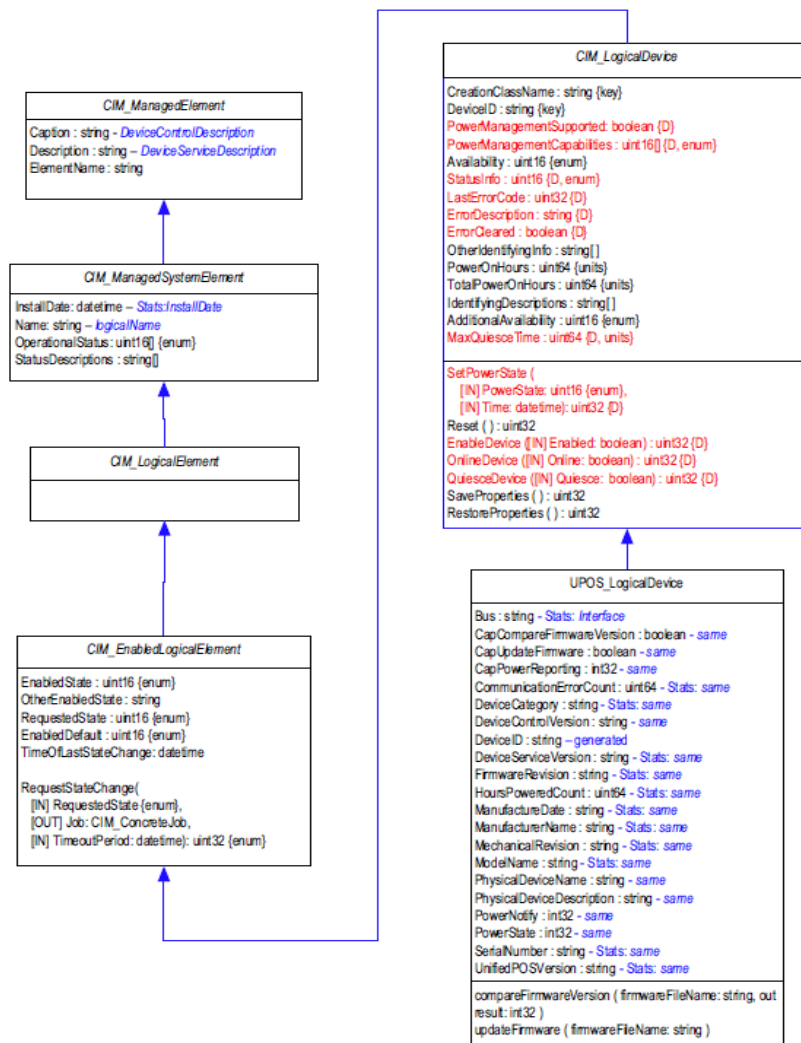 CIM_ManagedElement
Caption : string - DeviceControlDescription
Description : string – DeviceServiceDescription
ElementName : string
CIM_ManagedSystemElement
InstallDate: datetime – Stats:InstallDate
Name: string – logicalName
OperationalStatus: uint16[] {enum}
StatusDescriptions : string[]
CIM_LogicalElement
CIM_EnabledLogicalElement
EnabledState : uint16 {enum}
OtherEnabledState : string
RequestedState : uint16 {enum}
EnabledDefault : uint16 {enum}
TimeOfLastStateChange: datetime
RequestStateChange(
[IN] RequestedState {enum},
[OUT] Job: CIM_ConcreteJob,
[IN] TimeoutPeriod: datetime): uint32 {enum}
CIM_LogicalDevice
CreationClassName : string {key}
DeviceID : string {key}
PowerManagementSupported: boolean {D}
PowerManagementCapabilities : uint16[] {D, enum}
Availability : uint16 {enum}
StatusInfo : uint16 {D, enum}
LastErrorCode : uint32 {D}
ErrorDescription : string {D}
ErrorCleared : boolean {D}
OtherIdentifyingInfo : string[ ]
PowerOnHours : uint64 {units}
TotalPowerOnHours : uint64 {units}
IdentifyingDescriptions : string[ ]
AdditionalAvailability : uint16 {enum}
MaxQuiesceTime : uint64 {D, units}
SetPowerState (
[IN] PowerState: uint16 {enum},
[IN] Time: datetime): uint32 {D}
Reset ( ) : uint32
EnableDevice ([IN] Enabled: boolean) : uint32 {D}
OnlineDevice ([IN] Online: boolean) : uint32 {D}
QuiesceDevice ([IN] Quiesce: boolean) : uint32 {D}
SaveProperties ( ) : uint32
RestoreProperties ( ) : uint32
UPOS_LogicalDevice
Bus : string - Stats: Interface
CapCompareFirmwareVersion : boolean - same
CapUpdateFirmware : boolean - same
CapPowerReporting : int32 - same
CommunicationErrorCount : uint64 - Stats: same
DeviceCategory : string - Stats: same
DeviceControlVersion : string - same
DeviceID : string – generated
DeviceServiceVersion : string - Stats: same
FirmwareRevision : string - Stats: same
HoursPoweredCount : uint64 - Stats: same
ManufactureDate : string - Stats: same
ManufacturerName : string - Stats: same
MechanicalRevision : string - Stats: same
ModelName : string - Stats: same
PhysicalDeviceName : string - same
PhysicalDeviceDescription : string - same
PowerNotify : int32 - same
PowerState : int32 - same
SerialNumber : string - Stats: same
UnifiedPOSVersion : string - Stats: same
compareFirmwareVersion ( firmwareFileName: string, out
result: int32 )
updateFirmware ( firmwareFileName: string )